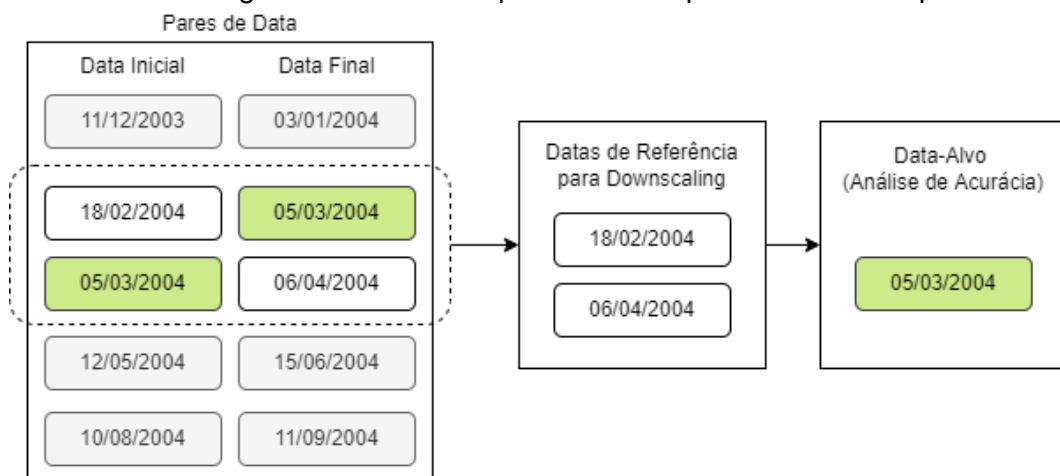 Pares de Data
Data Inicial Data Final
11/12/2003 03/01/2004
18/02/2004 05/03/2004
05/03/2004 06/04/2004
12/05/2004 15/06/2004
10/08/2004 11/09/2004
Datas de Referência
para Downscaling
18/02/2004
06/04/2004
Data-Alvo
(Análise de Acurácia)
05/03/2004